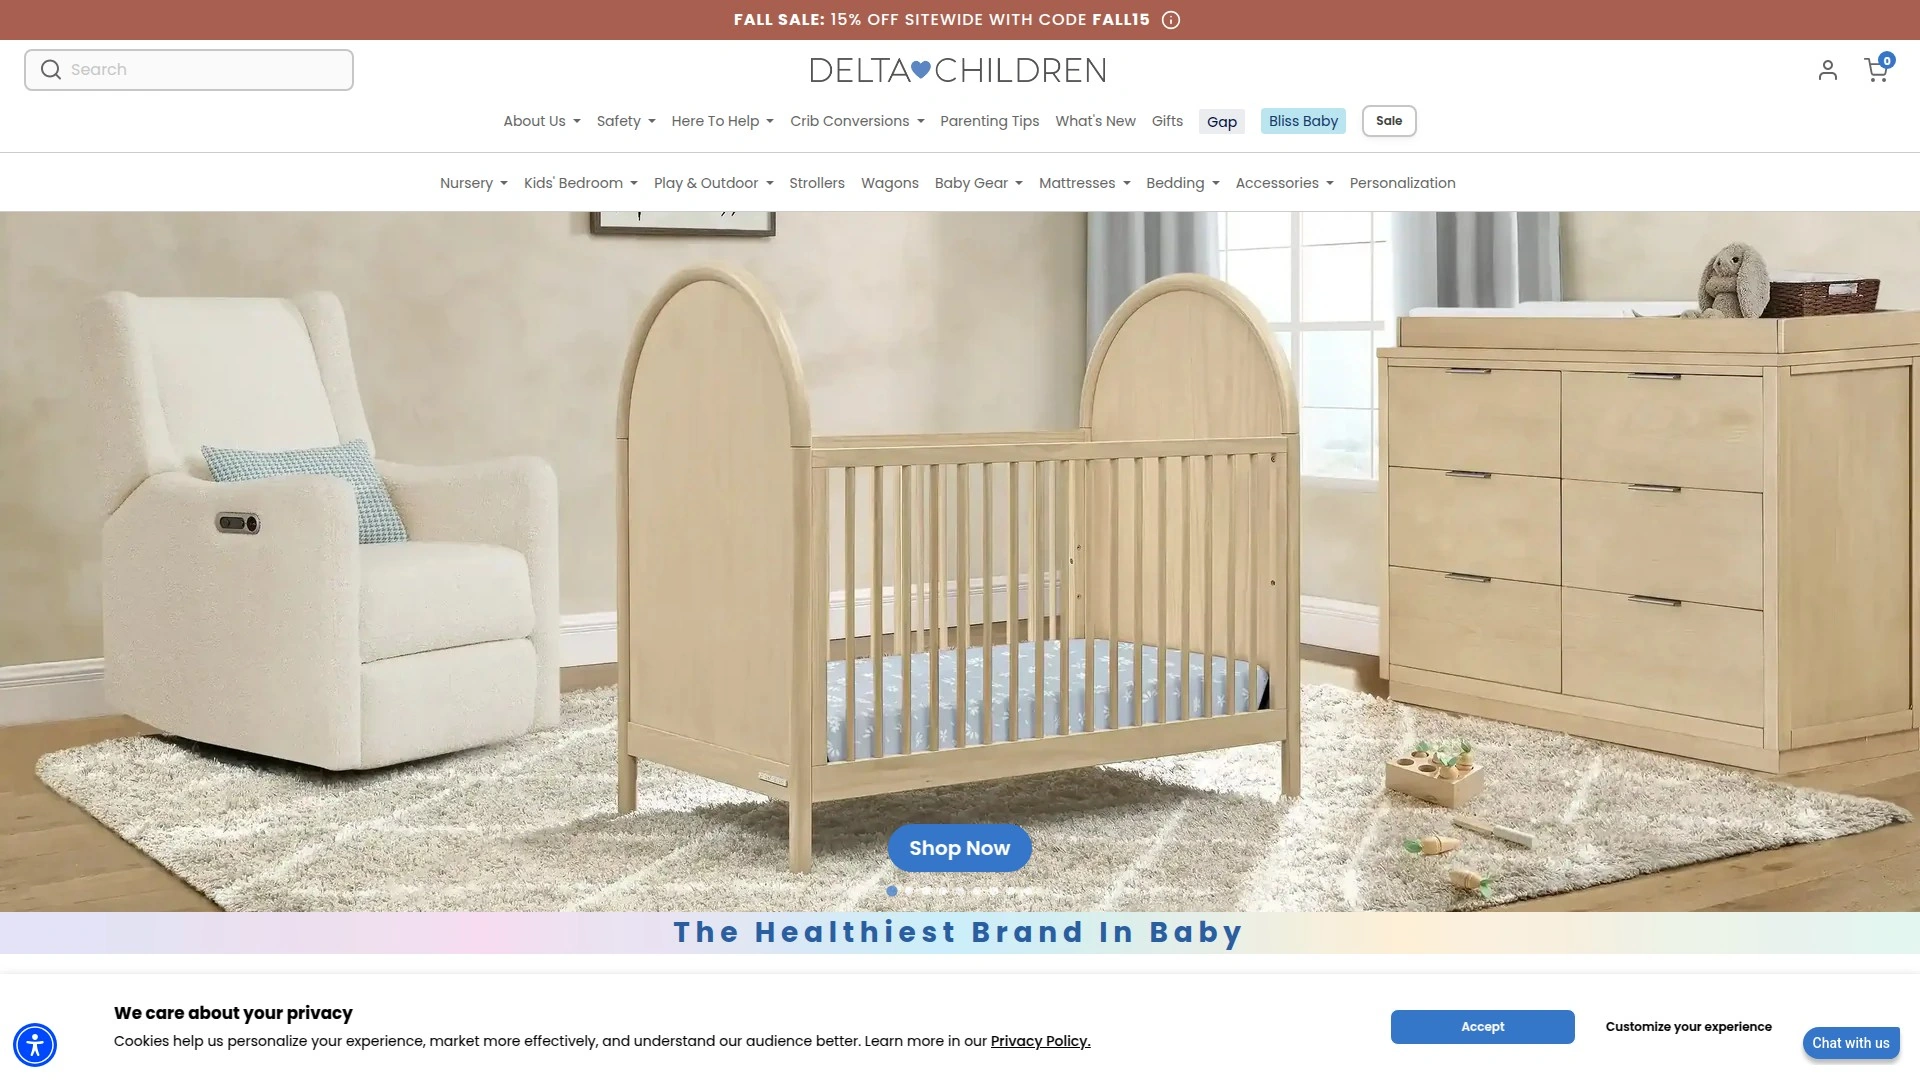 FALL SALE: 15% OFF SITEWIDE WITH CODE FALL15
Search
DELTA CHILDREN
0
About Us Safety Here To Help Crib Conversions Parenting Tips What's New Gifts Gap Bliss Baby Sale
Nursery Kids' Bedroom Play & Outdoor Strollers Wagons Baby Gear Mattresses Bedding Accessories Personalization
Shop Now
The Healthiest Brand In Baby
We care about your privacy
Cookies help us personalize your experience, market more effectively, and understand our audience better. Learn more in our Privacy Policy.
Accept
Customize your experience
Chat with us